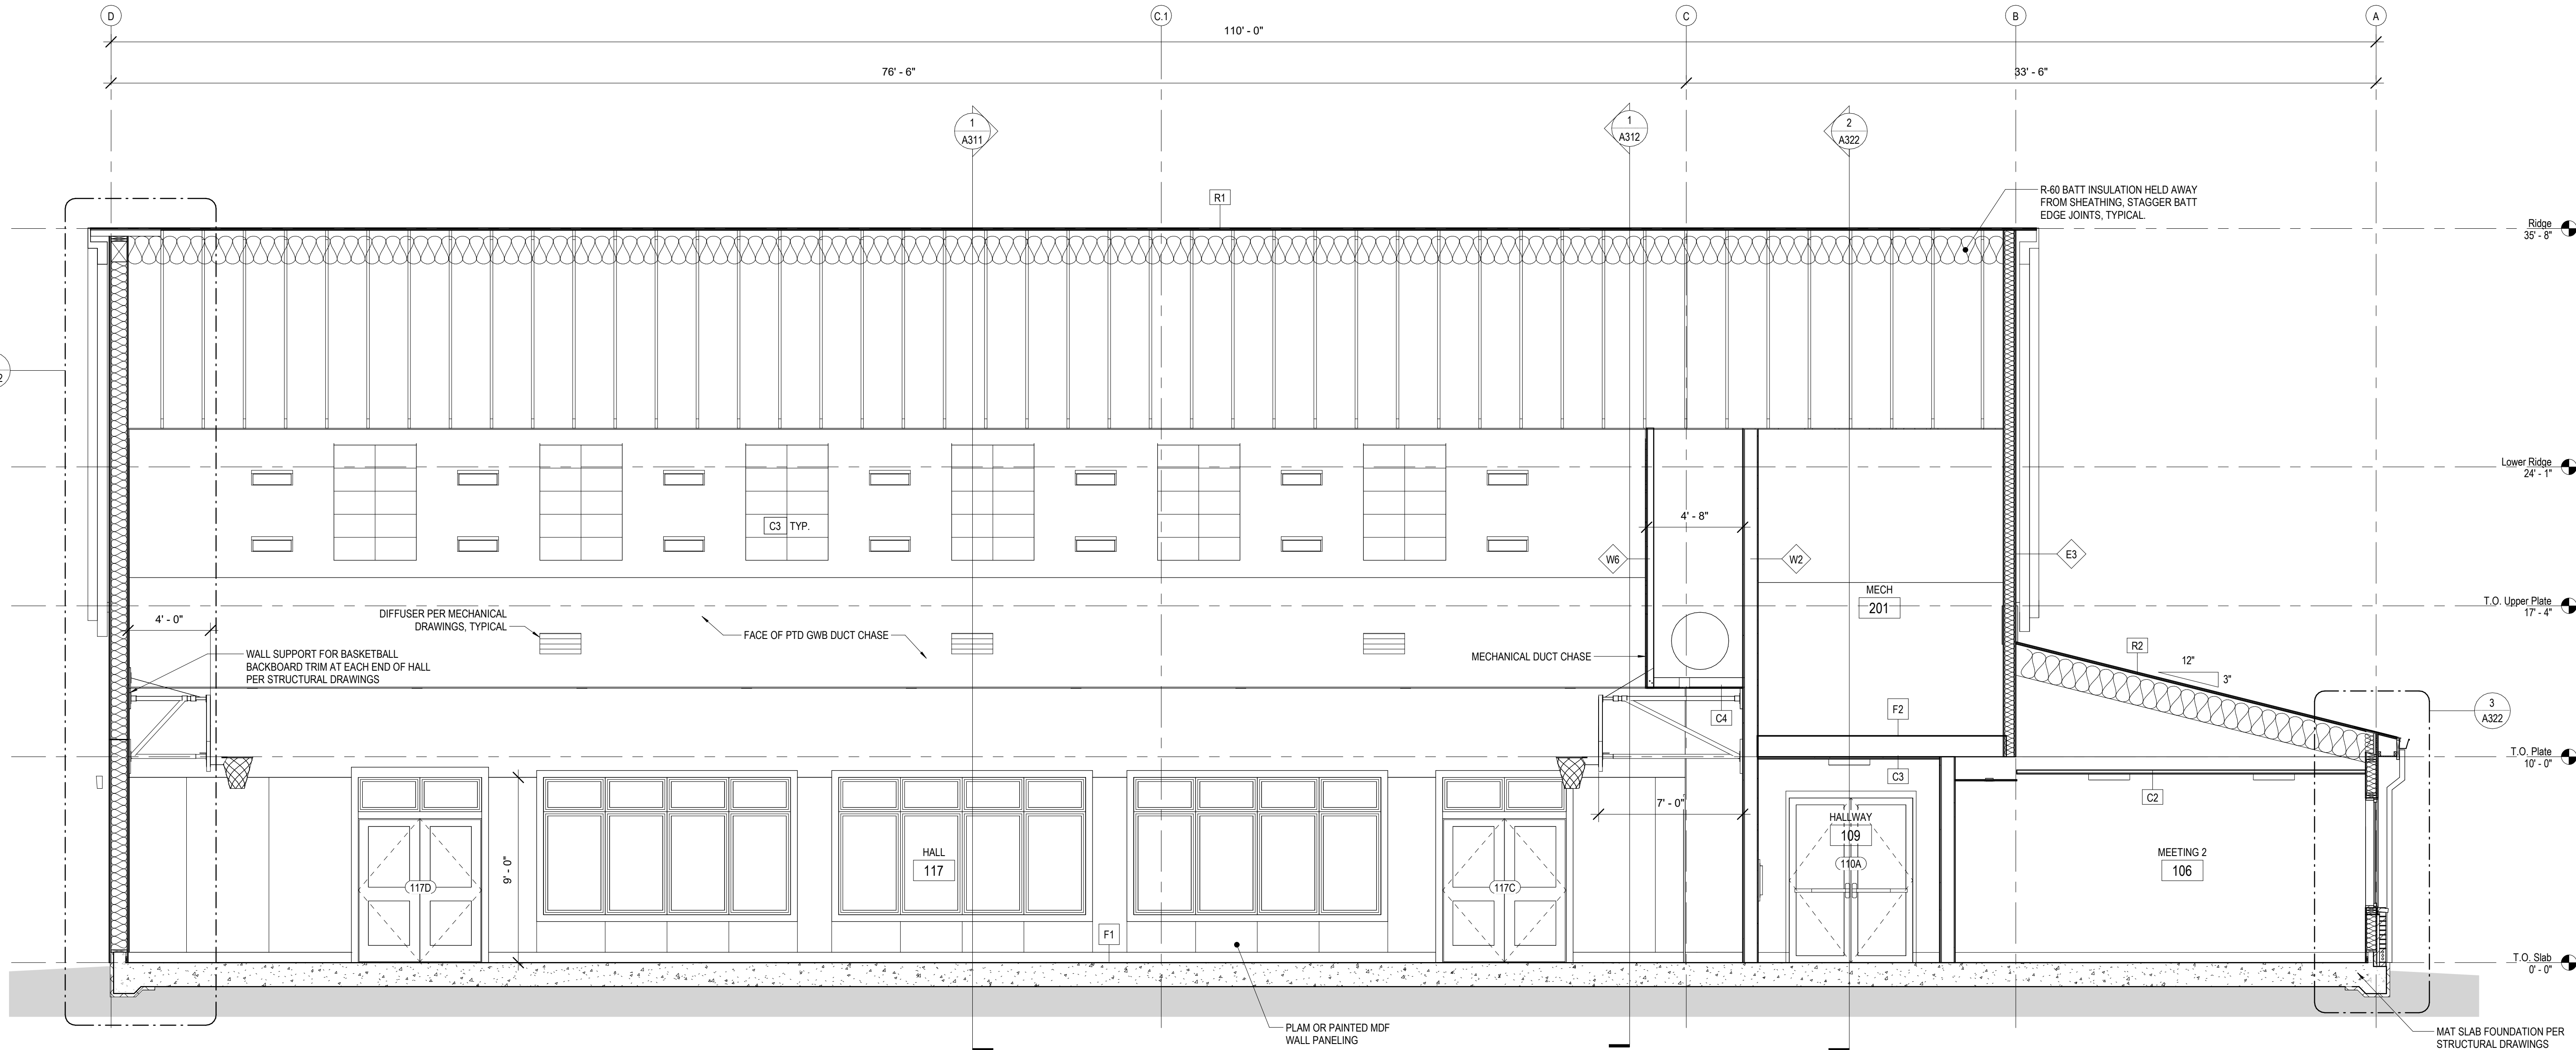 D
C.1
C
B
A
110' - 0"
76' - 6"
33' - 6"
1
A311
1
A312
2
A322
R1
R-60 BATT INSULATION HELD AWAY
FROM SHEATHING, STAGGER BATT
EDGE JOINTS, TYPICAL.
Ridge
35' - 8"
2
Lower Ridge
24' - 1"
C3 TYP.
4' - 8"
W6
W2
E3
MECH
201
T.O. Upper Plate
17' - 4"
4' - 0"
DIFFUSER PER MECHANICAL
DRAWINGS, TYPICAL
FACE OF PTD GWB DUCT CHASE
WALL SUPPORT FOR BASKETBALL
BACKBOARD TRIM AT EACH END OF HALL
PER STRUCTURAL DRAWINGS
MECHANICAL DUCT CHASE
R2
12"
3"
C4
F2
3
A322
T.O. Plate
10' - 0"
C3
C2
7' - 0"
HALLWAY
109
110A
HALL
117
9' - 0"
117D
117C
MEETING 2
106
F1
T.O. Slab
0' - 0"
PLAM OR PAINTED MDF
WALL PANELING
MAT SLAB FOUNDATION PER
STRUCTURAL DRAWINGS